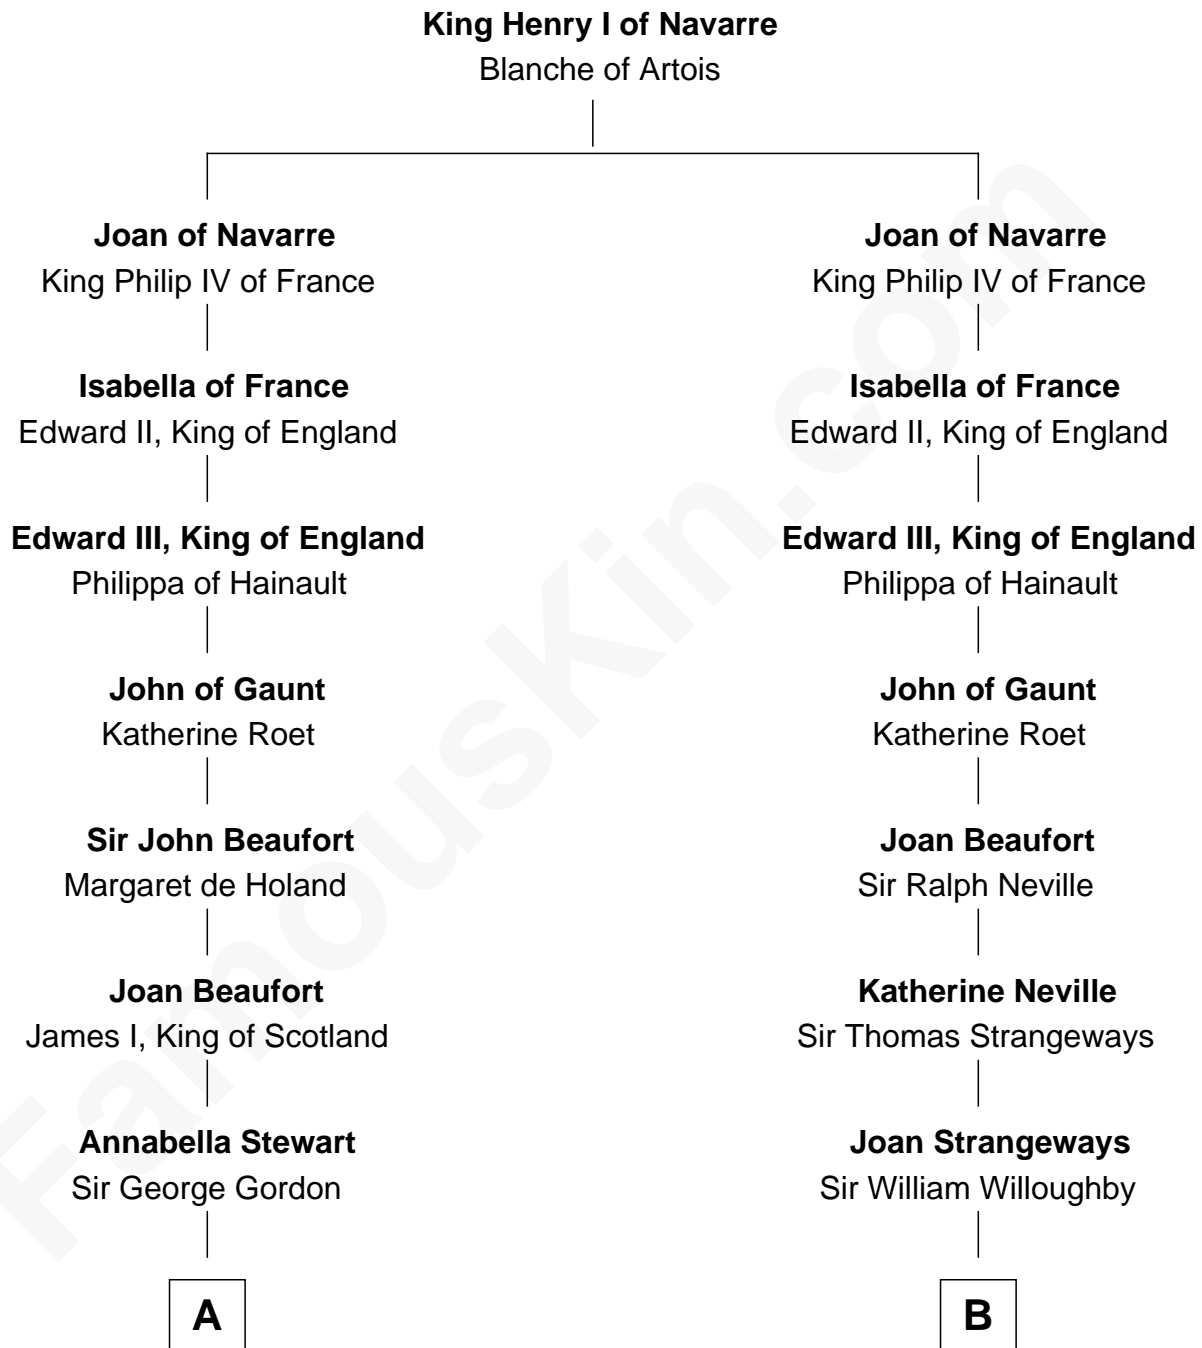 King Henry I of Navarre
Blanche of Artois
Joan of Navarre
King Philip IV of France
Isabella of France
Edward II, King of England
Edward III, King of England
Philippa of Hainault
John of Gaunt
Katherine Roet
Sir John Beaufort
Margaret de Holand
Joan Beaufort
James I, King of Scotland
Annabella Stewart
Sir George Gordon
A
Joan of Navarre
King Philip IV of France
Isabella of France
Edward II, King of England
Edward III, King of England
Philippa of Hainault
John of Gaunt
Katherine Roet
Joan Beaufort
Sir Ralph Neville
Katherine Neville
Sir Thomas Strangeways
Joan Strangeways
Sir William Willoughby
B
FamousKin.com